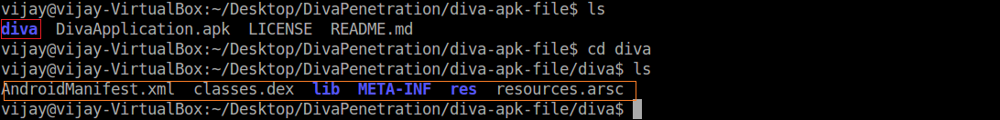 vijay@vijay-VirtualBox:~/Desktop/DivaPenetration/diva-apk-file$ ls
diva  DivaApplication.apk  LICENSE  README.md
vijay@vijay-VirtualBox:~/Desktop/DivaPenetration/diva-apk-file$ cd diva
vijay@vijay-VirtualBox:~/Desktop/DivaPenetration/diva-apk-file/diva$ ls
AndroidManifest.xml  classes.dex  lib  META-INF  res  resources.arsc
vijay@vijay-VirtualBox:~/Desktop/DivaPenetration/diva-apk-file/diva$